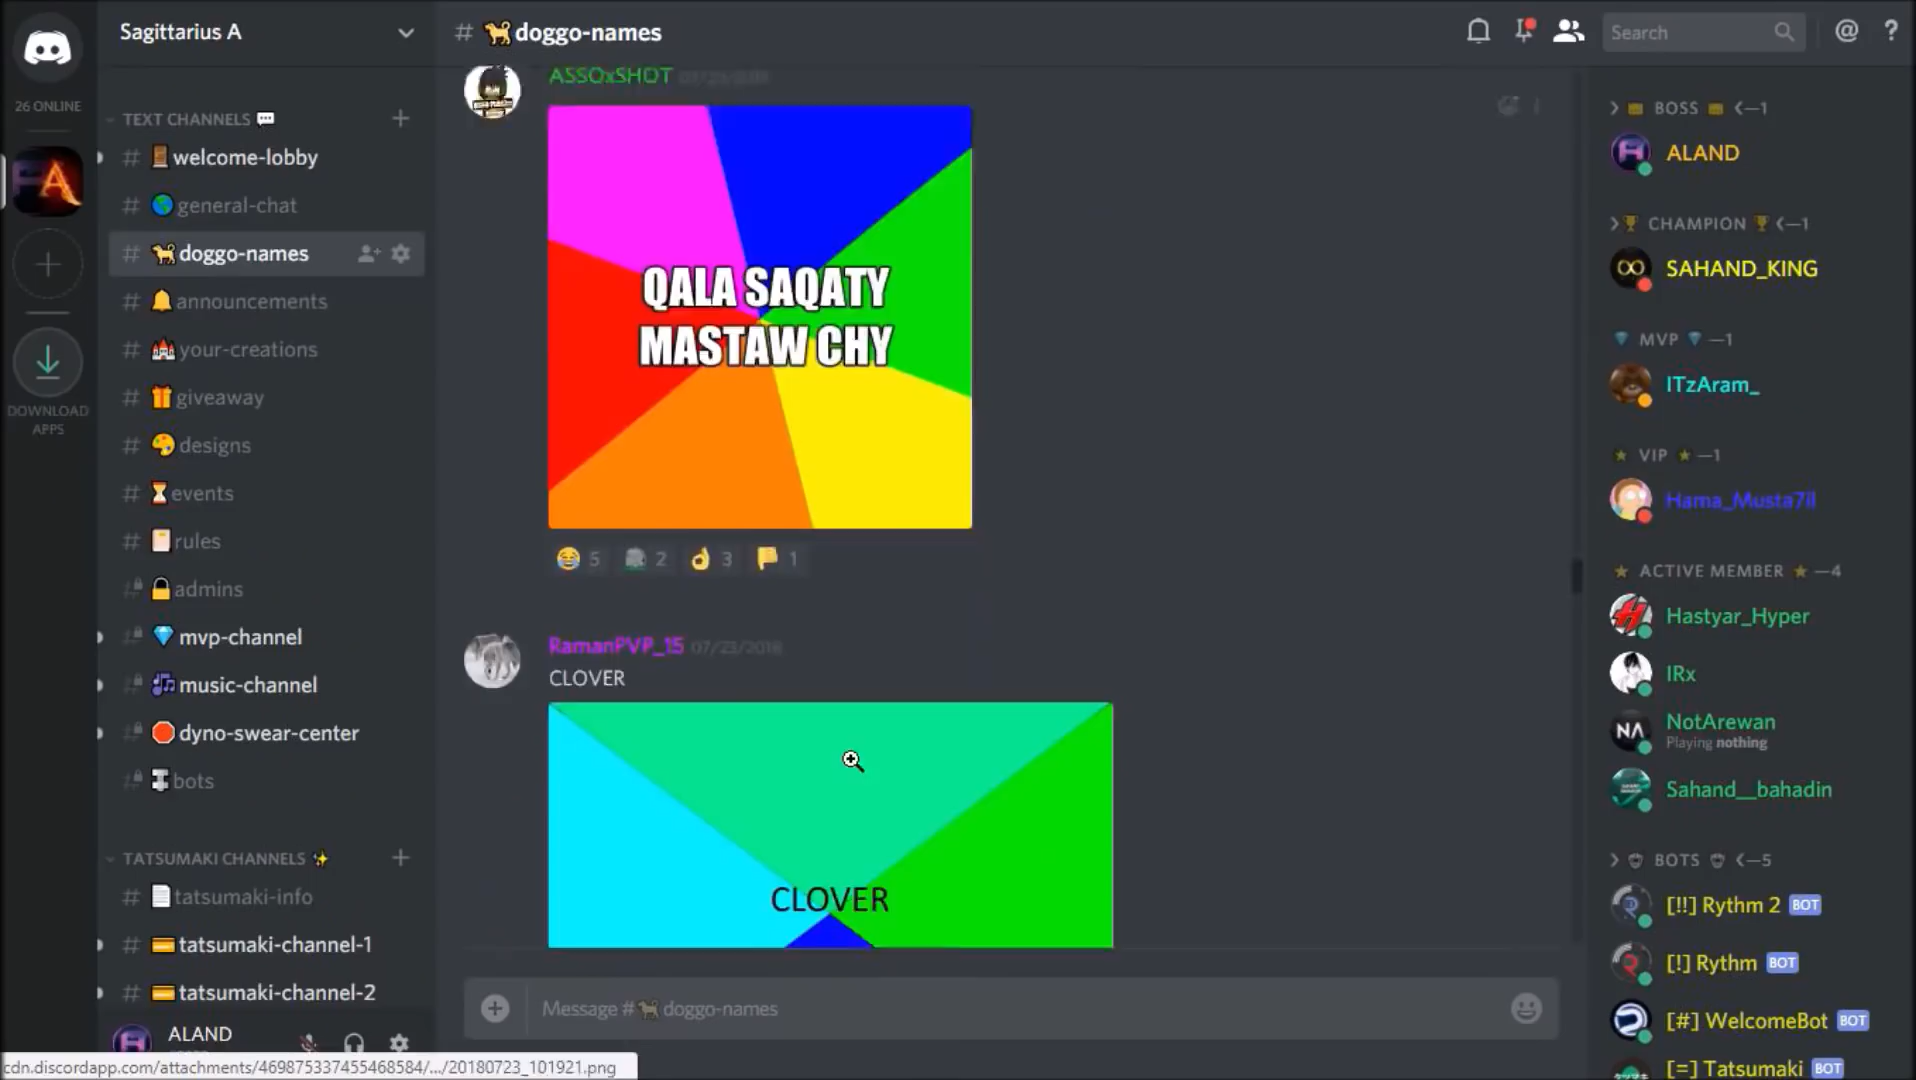 Sagittarius A
26 ONLINE
DOWNLOAD
APPS
TEXT CHANNELS
# welcome-lobby
# general-chat
# doggo-names
# announcements
# your-creations
# giveaway
# designs
# events
# rules
admins
mvp-channel
music-channel
dyno-swear-center
bots
TATSUMAKI CHANNELS
# tatsumaki-info
# tatsumaki-channel-1
# tatsumaki-channel-2
ALAND
cdn.discordapp.com/attachments/469875337455468584/.../20180723_101921.png
# doggo-names
Search
@ ?
ASSOxSHOT
QALA SAQATY
MASTAW CHY
5 2 3 1
RamanPVP_15 07/23/2018
CLOVER
CLOVER
Message # doggo-names
BOSS <—1
ALAND
CHAMPION <—1
SAHAND_KING
MVP —1
ITzAram_
VIP —1
Hama_Musta7il
ACTIVE MEMBER —4
Hastyar_Hyper
IRx
NA
NotArewan
Playing nothing
Sahand__bahadin
BOTS <—5
[!!] Rythm 2 BOT
[!] Rythm BOT
[#] WelcomeBot BOT
[=] Tatsumaki BOT